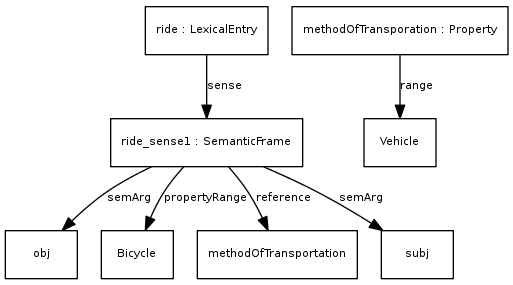 ride : LexicalEntry
methodOfTransporation : Property
sense
range
ride_sense1 : SemanticFrame
Vehicle
semArg
propertyRange
reference
semArg
obj
Bicycle
methodOfTransportation
subj